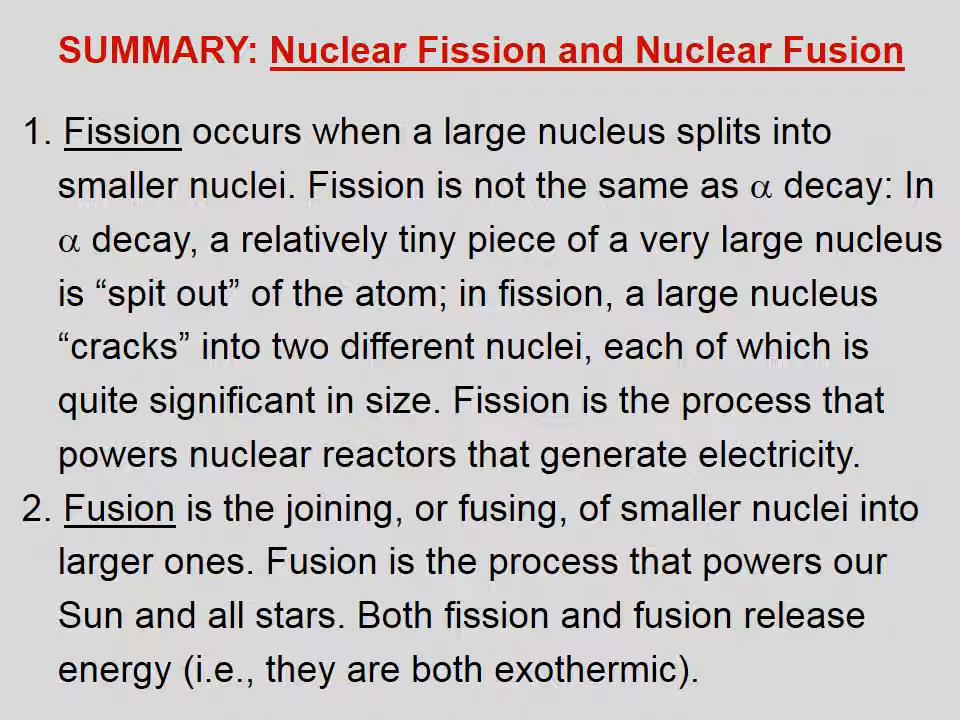 SUMMARY: Nuclear Fission and Nuclear Fusion
1. Fission occurs when a large nucleus splits into
smaller nuclei. Fission is not the same as α decay: In
α decay, a relatively tiny piece of a very large nucleus
is “spit out” of the atom; in fission, a large nucleus
“cracks” into two different nuclei, each of which is
quite significant in size. Fission is the process that
powers nuclear reactors that generate electricity.
2. Fusion is the joining, or fusing, of smaller nuclei into
larger ones. Fusion is the process that powers our
Sun and all stars. Both fission and fusion release
energy (i.e., they are both exothermic).